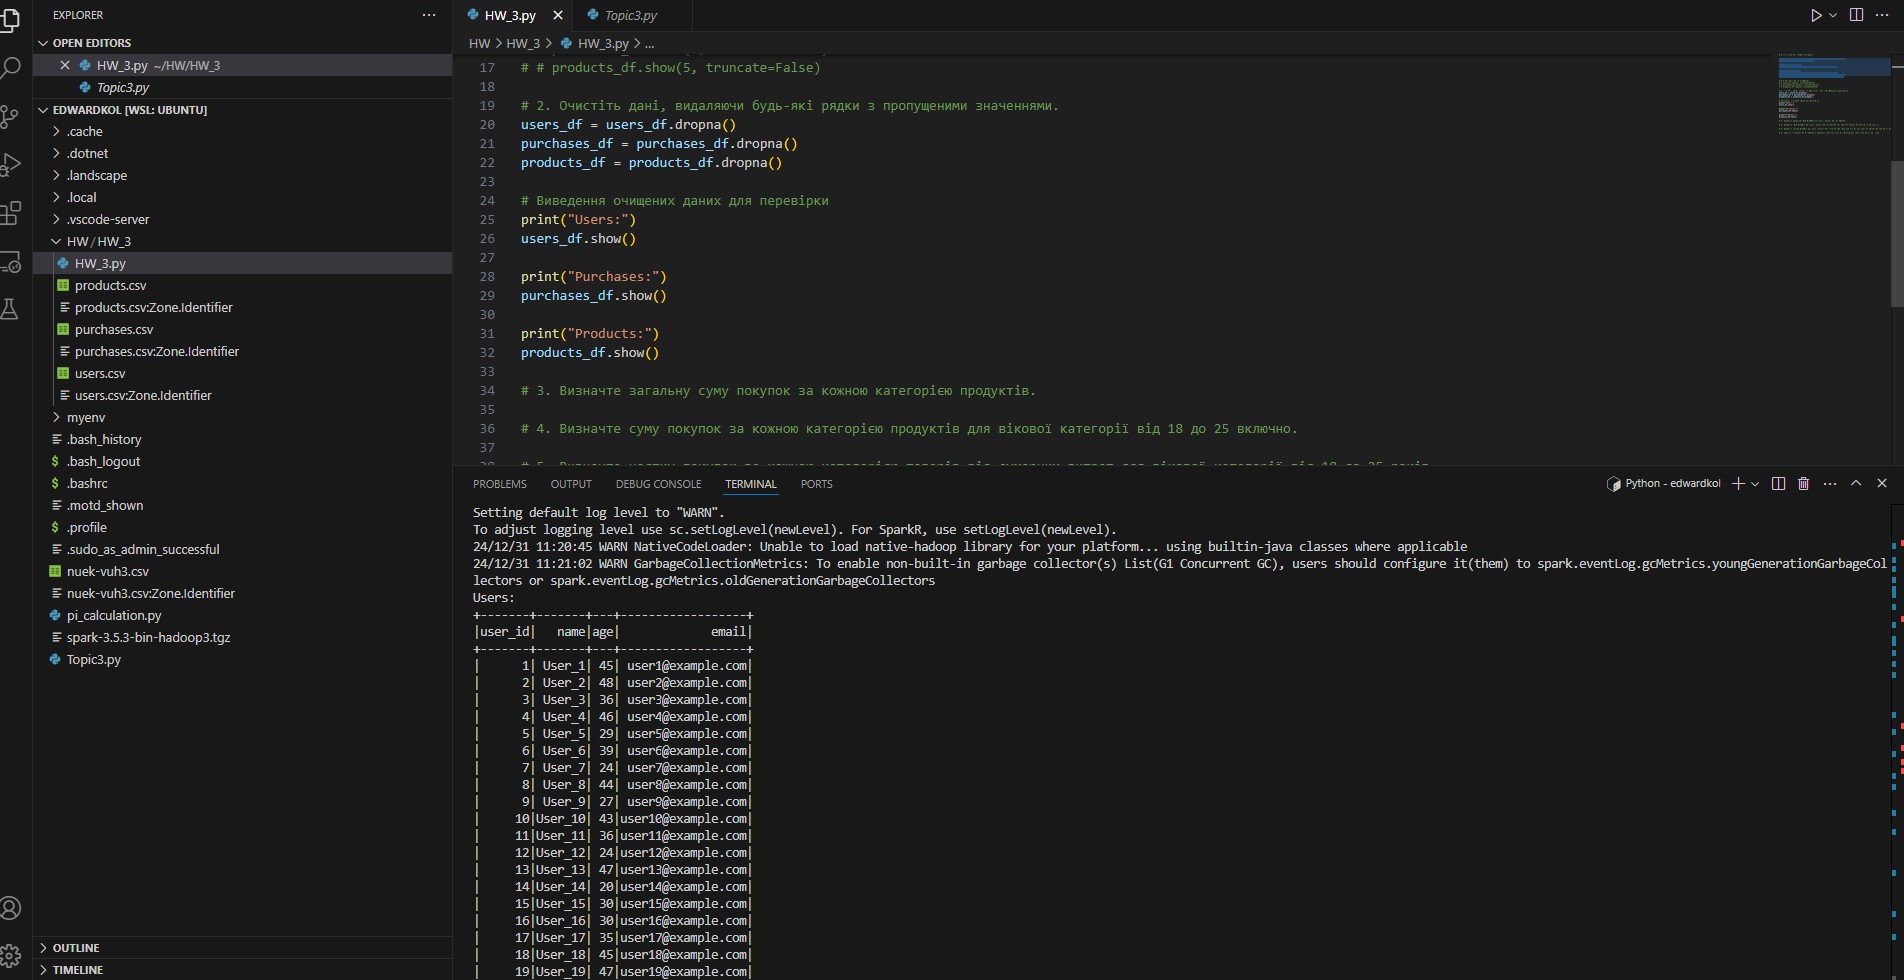 EXPLORER
OPEN EDITORS
HW_3.py ~/HW/HW_3
Topic3.py
EDWARDKOL [WSL: UBUNTU]
.cache
.dotnet
.landscape
.local
.vscode-server
HW / HW_3
HW_3.py
products.csv
products.csv:Zone.Identifier
purchases.csv
purchases.csv:Zone.Identifier
users.csv
users.csv:Zone.Identifier
myenv
.bash_history
.bash_logout
.bashrc
.motd_shown
.profile
.sudo_as_admin_successful
nuek-vuh3.csv
nuek-vuh3.csv:Zone.Identifier
pi_calculation.py
spark-3.5.3-bin-hadoop3.tgz
Topic3.py
OUTLINE
TIMELINE
HW_3.py
Topic3.py
HW > HW_3 > HW_3.py > ...
17 # # products_df.show(5, truncate=False)
18
19 # 2. Очистіть дані, видаляючи будь-які рядки з пропущеними значеннями.
20 users_df = users_df.dropna()
21 purchases_df = purchases_df.dropna()
22 products_df = products_df.dropna()
23
24 # Виведення очищених даних для перевірки
25 print("Users:")
26 users_df.show()
27
28 print("Purchases:")
29 purchases_df.show()
30
31 print("Products:")
32 products_df.show()
33
34 # 3. Визначте загальну суму покупок за кожною категорією продуктів.
35
36 # 4. Визначте суму покупок за кожною категорією продуктів для вікової категорії від 18 до 25 включно.
37
PROBLEMS OUTPUT DEBUG CONSOLE TERMINAL PORTS
Python - edwardkol
Setting default log level to "WARN".
To adjust logging level use sc.setLogLevel(newLevel). For SparkR, use setLogLevel(newLevel).
24/12/31 11:20:45 WARN NativeCodeLoader: Unable to load native-hadoop library for your platform... using builtin-java classes where applicable
24/12/31 11:21:02 WARN GarbageCollectionMetrics: To enable non-built-in garbage collector(s) List(G1 Concurrent GC), users should configure it(them) to spark.eventLog.gcMetrics.youngGenerationGarbageCol
lectors or spark.eventLog.gcMetrics.oldGenerationGarbageCollectors
Users:
+-------+-------+---+------------------+
|user_id|   name|age|             email|
+-------+-------+---+------------------+
|      1| User_1| 45| user1@example.com|
|      2| User_2| 48| user2@example.com|
|      3| User_3| 36| user3@example.com|
|      4| User_4| 46| user4@example.com|
|      5| User_5| 29| user5@example.com|
|      6| User_6| 39| user6@example.com|
|      7| User_7| 24| user7@example.com|
|      8| User_8| 44| user8@example.com|
|      9| User_9| 27| user9@example.com|
|     10|User_10| 43|user10@example.com|
|     11|User_11| 36|user11@example.com|
|     12|User_12| 24|user12@example.com|
|     13|User_13| 47|user13@example.com|
|     14|User_14| 20|user14@example.com|
|     15|User_15| 30|user15@example.com|
|     16|User_16| 30|user16@example.com|
|     17|User_17| 35|user17@example.com|
|     18|User_18| 45|user18@example.com|
|     19|User_19| 47|user19@example.com|